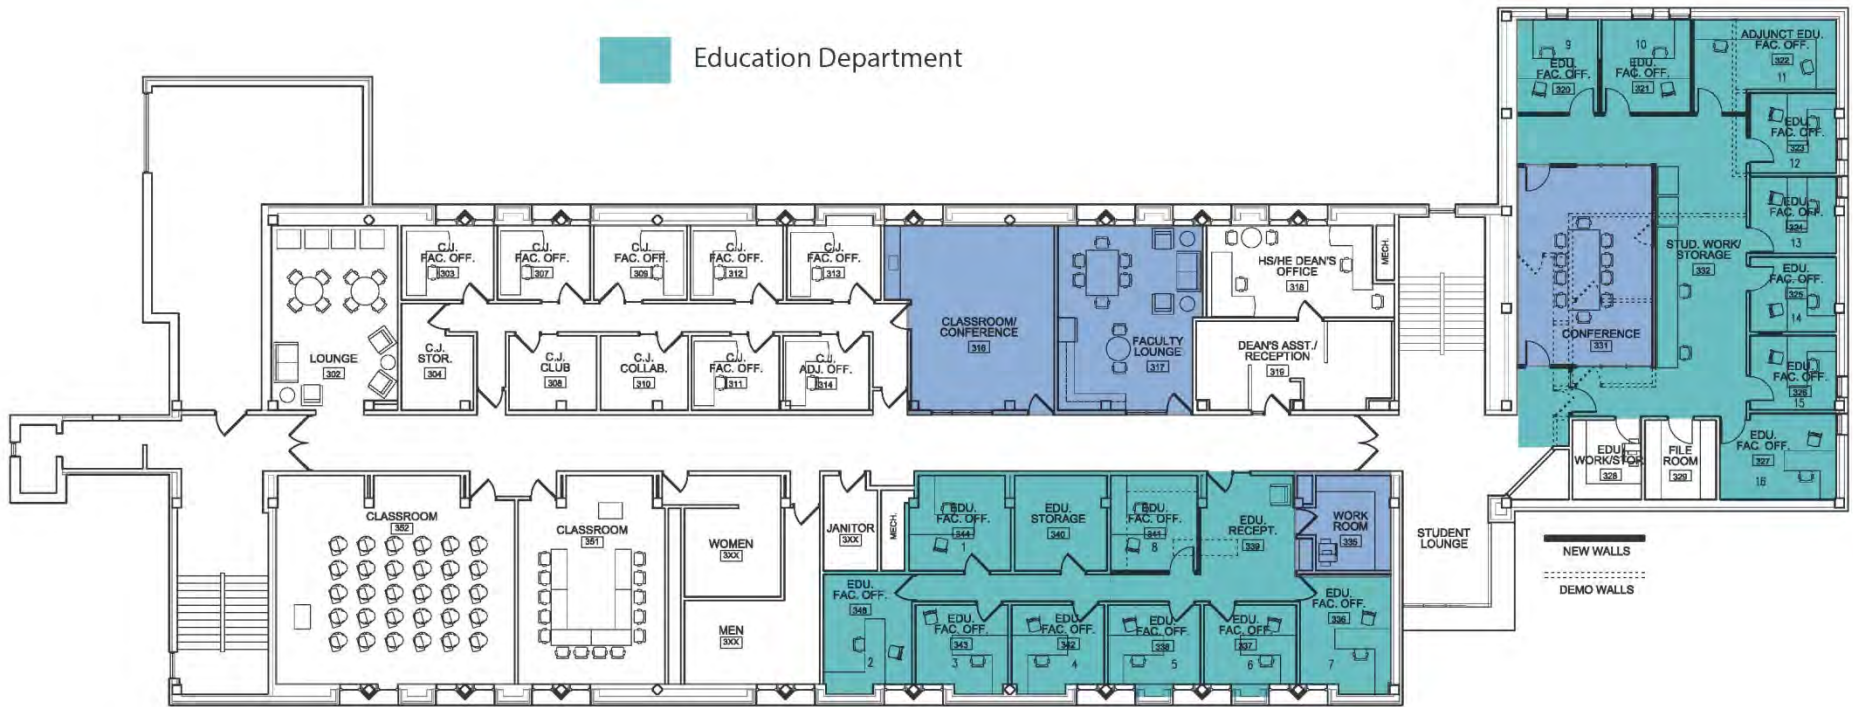 Education Department
9
EDU.
FAC. OFF.
320
10
EDU.
FAC. OFF.
321
ADJUNCT EDU.
FAC. OFF.
322
11
EDU.
FAC. OFF.
323
12
EDU.
FAC. OFF.
324
13
EDU.
FAC. OFF.
325
14
EDU.
FAC. OFF.
326
15
EDU.
FAC. OFF.
327
16
STUD. WORK/
STORAGE
332
CONFERENCE
331
EDU.
WORK/STOR.
328
FILE
ROOM
329
C.J.
FAC. OFF.
303
C.J.
FAC. OFF.
307
C.J.
FAC. OFF.
309
C.J.
FAC. OFF.
312
C.J.
FAC. OFF.
313
HS/HE DEAN'S
OFFICE
318
MECH.
LOUNGE
302
C.J.
STOR.
304
C.J.
CLUB
308
C.J.
COLLAB.
310
C.J.
FAC. OFF.
311
C.J.
ADJ. OFF.
314
CLASSROOM/
CONFERENCE
316
FACULTY
LOUNGE
317
DEAN'S ASST./
RECEPTION
319
CLASSROOM
352
CLASSROOM
351
WOMEN
3XX
MEN
3XX
JANITOR
3XX
MECH.
EDU.
FAC. OFF.
344
1
EDU.
STORAGE
340
EDU.
FAC. OFF.
341
8
EDU.
RECEPT.
339
WORK
ROOM
335
STUDENT
LOUNGE
EDU.
FAC. OFF.
2
EDU.
FAC. OFF.
343
3
EDU.
FAC. OFF.
342
4
EDU.
FAC. OFF.
338
5
EDU.
FAC. OFF.
337
6
EDU.
FAC. OFF.
336
7
NEW WALLS
DEMO WALLS